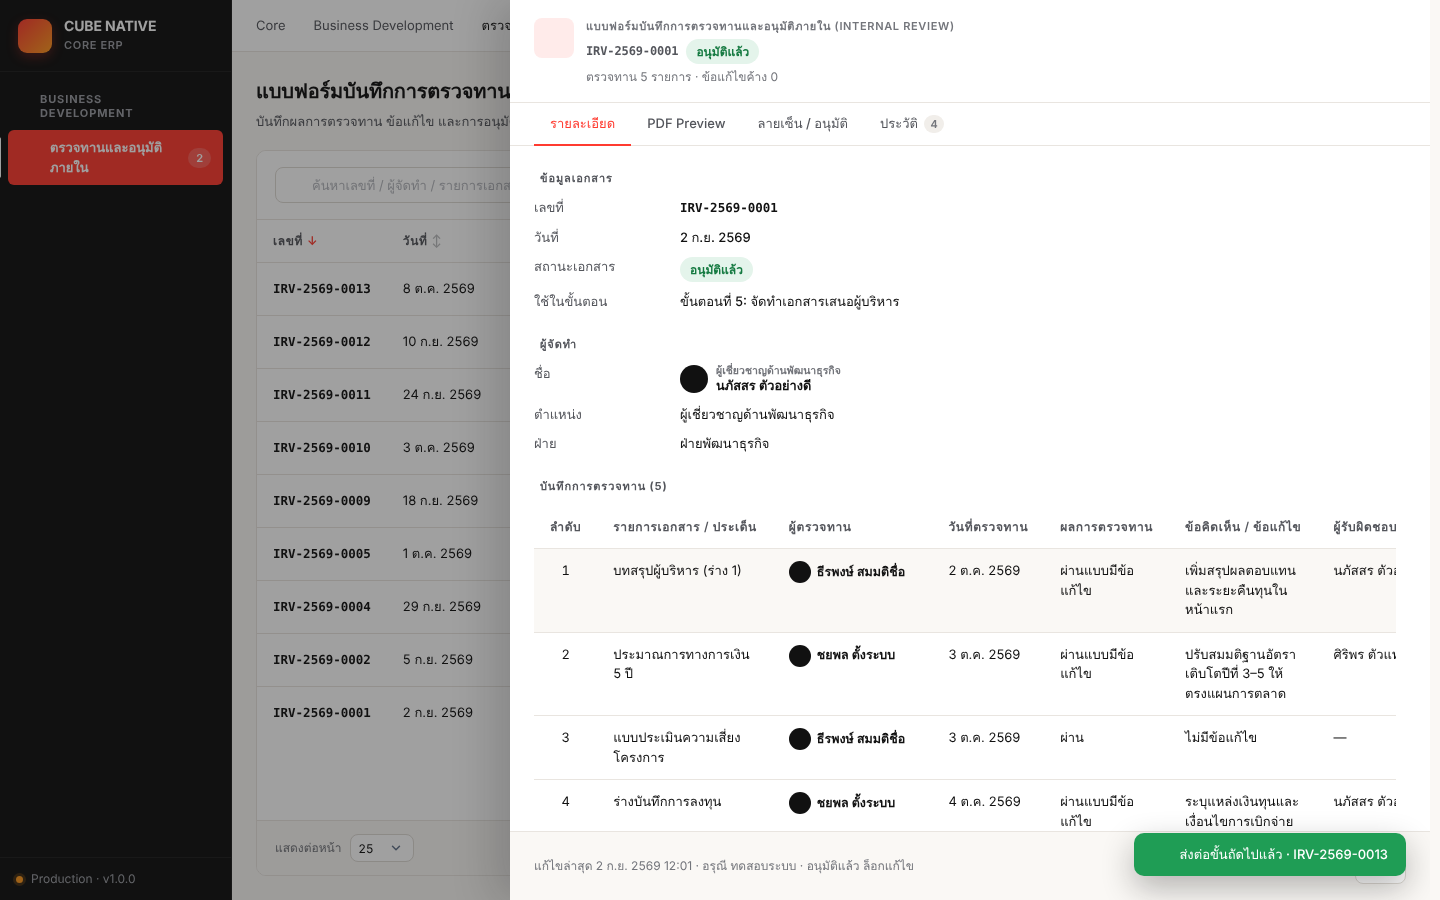 CUBE NATIVE
CORE ERP
BUSINESS
DEVELOPMENT
ตรวจทานและอนุมัติ
ภายใน
2
Production · v1.0.0
Core
Business Development
แบบฟอร์มบันทึกการตรวจทาน
บันทึกผลการตรวจทาน ข้อแก้ไข
ค้นหาเลขที่ / ผู้จัดทำ /
เลขที่ ↓
วันที่
IRV-2569-0013
8 ต.ค. 2569
IRV-2569-0012
10 ก.ย. 2569
IRV-2569-0011
24 ก.ย. 2569
IRV-2569-0010
3 ต.ค. 2569
IRV-2569-0009
18 ก.ย. 2569
IRV-2569-0005
1 ต.ค. 2569
IRV-2569-0004
29 ก.ย. 2569
IRV-2569-0002
5 ก.ย. 2569
IRV-2569-0001
2 ก.ย. 2569
แสดงต่อหน้า
25
แบบฟอร์มบันทึกการตรวจทานและอนุมัติภายใน (INTERNAL REVIEW)
IRV-2569-0001 อนุมัติแล้ว
ตรวจทาน 5 รายการ · ข้อแก้ไขค้าง 0
รายละเอียด
PDF Preview
ลายเซ็น / อนุมัติ
ประวัติ 4
ข้อมูลเอกสาร
เลขที่
IRV-2569-0001
วันที่
2 ก.ย. 2569
สถานะเอกสาร
อนุมัติแล้ว
ใช้ในขั้นตอน
ขั้นตอนที่ 5: จัดทำเอกสารเสนอผู้บริหาร
ผู้จัดทำ
ชื่อ
ผู้เชี่ยวชาญด้านพัฒนาธุรกิจ
นภัสสร ตัวอย่างดี
ตำแหน่ง
ผู้เชี่ยวชาญด้านพัฒนาธุรกิจ
ฝ่าย
ฝ่ายพัฒนาธุรกิจ
บันทึกการตรวจทาน (5)
ลำดับ
รายการเอกสาร / ประเด็น
ผู้ตรวจทาน
วันที่ตรวจทาน
ผลการตรวจทาน
ข้อคิดเห็น / ข้อแก้ไข
ผู้รับผิดชอบ
1
บทสรุปผู้บริหาร (ร่าง 1)
ธีรพงษ์ สมมติชื่อ
2 ต.ค. 2569
ผ่านแบบมีข้อ
แก้ไข
เพิ่มสรุปผลตอบแทน
และระยะคืนทุนใน
หน้าแรก
นภัสสร
2
ประมาณการทางการเงิน
5 ปี
ชยพล ตั้งระบบ
3 ต.ค. 2569
ผ่านแบบมีข้อ
แก้ไข
ปรับสมมติฐานอัตรา
เติบโตปีที่ 3–5 ให้
ตรงแผนการตลาด
ศิริพร
3
แบบประเมินความเสี่ยง
โครงการ
ธีรพงษ์ สมมติชื่อ
3 ต.ค. 2569
ผ่าน
ไม่มีข้อแก้ไข
—
4
ร่างบันทึกการลงทุน
ชยพล ตั้งระบบ
4 ต.ค. 2569
ผ่านแบบมีข้อ
แก้ไข
ระบุแหล่งเงินทุนและ
เงื่อนไขการเบิกจ่าย
นภัสสร
แก้ไขล่าสุด 2 ก.ย. 2569 12:01 · อรุณี ทดสอบระบบ · อนุมัติแล้ว ล็อกแก้ไข
ส่งต่อขั้นถัดไปแล้ว · IRV-2569-0013